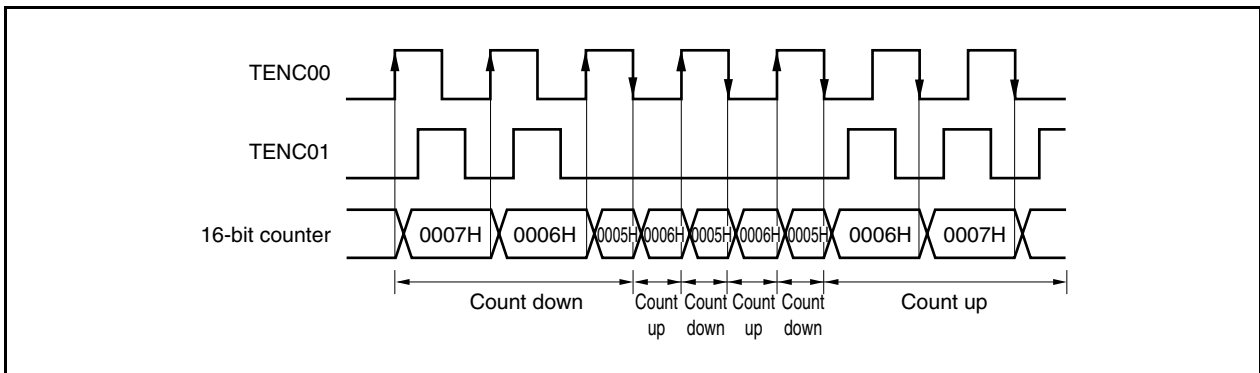 TENC00
TENC01
16-bit counter 0007H 0006H 0005H 0006H 0005H 0006H 0005H 0006H 0007H
Count down Count up Count down Count up Count down Count up